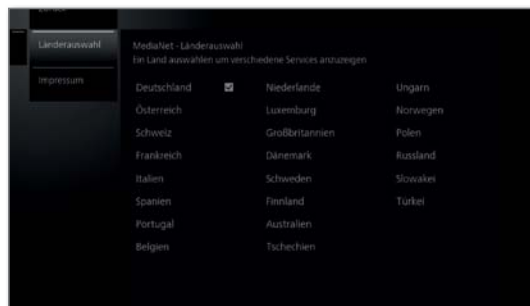 Zurück
Länderauswahl
Impressum
MediaNet - Länderauswahl
Ein Land auswählen um verschiedene Services anzuzeigen
Deutschland Niederlande Ungarn
Österreich Luxemburg Norwegen
Schweiz Großbritannien Polen
Frankreich Dänemark Russland
Italien Schweden Slowakei
Spanien Finnland Türkei
Portugal Australien
Belgien Tschechien